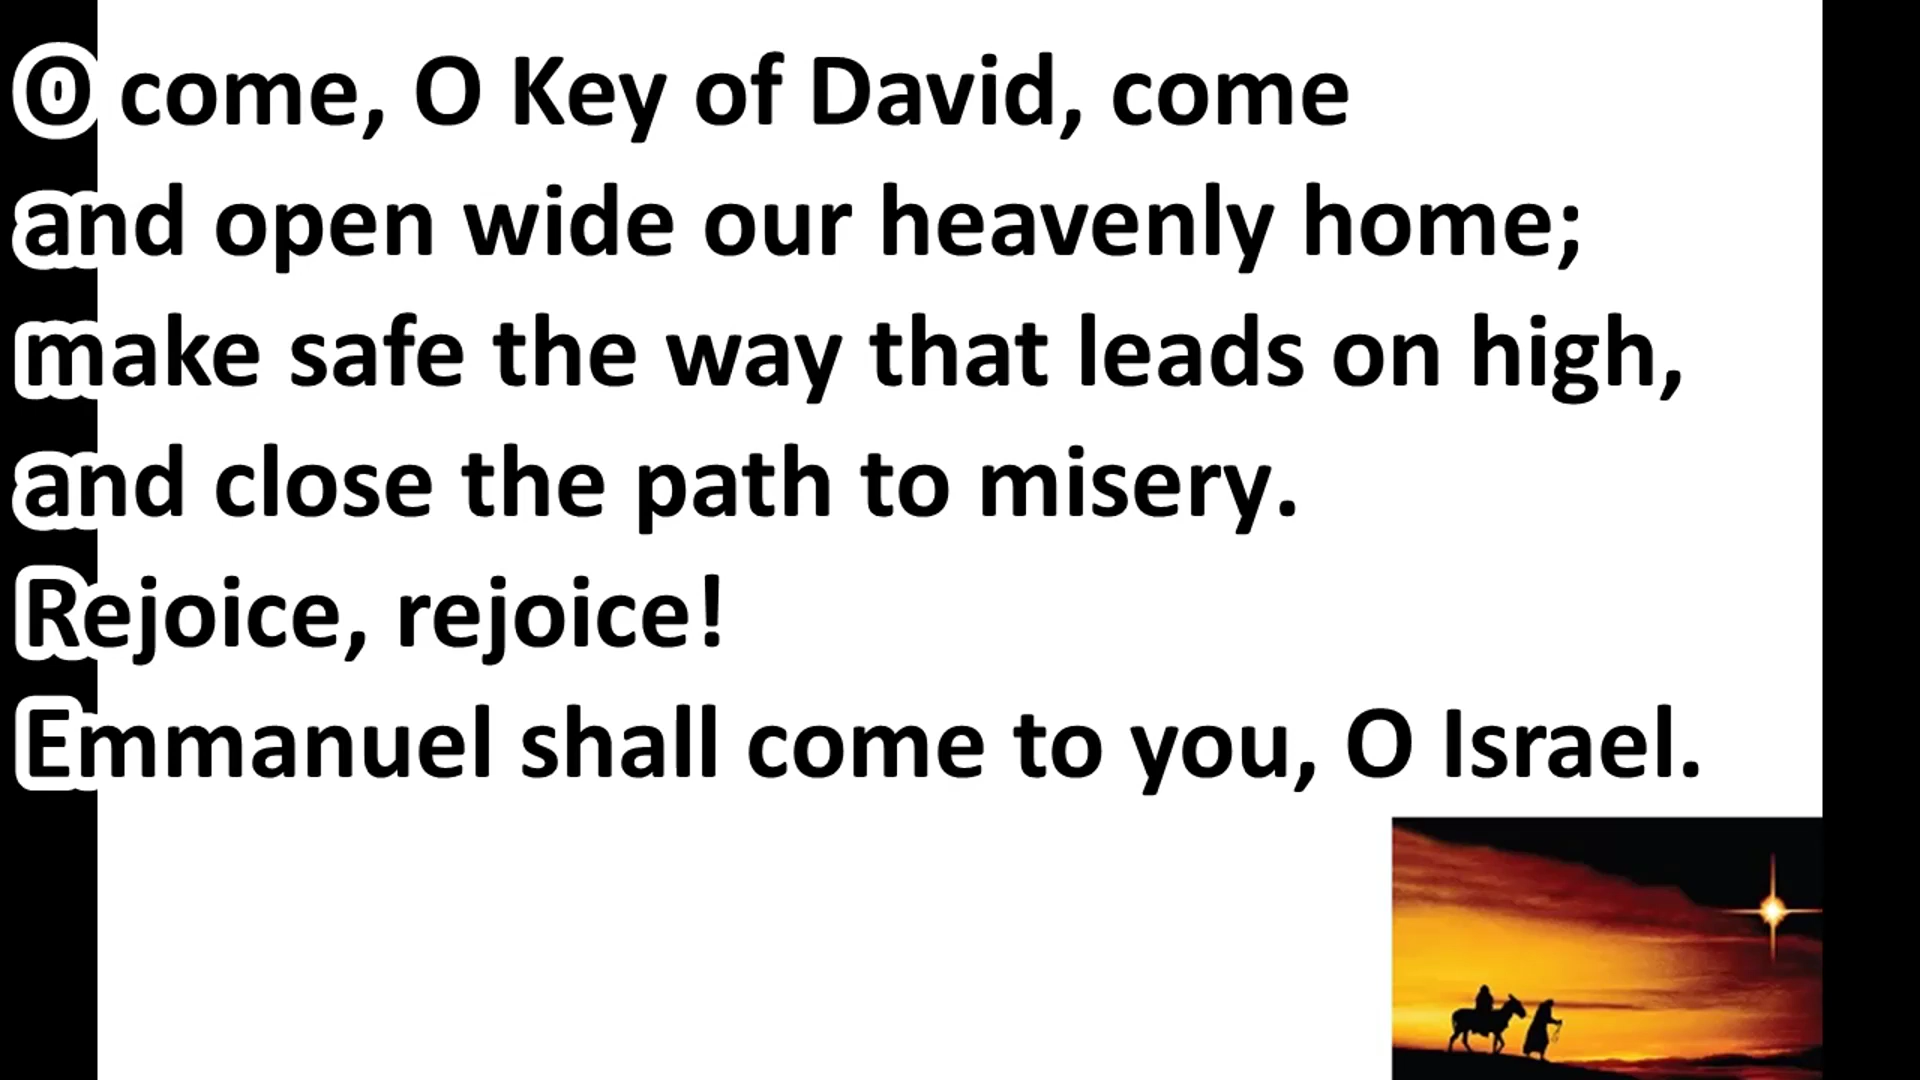 O come, O Key of David, come
and open wide our heavenly home;
make safe the way that leads on high,
and close the path to misery.
Rejoice, rejoice!
Emmanuel shall come to you, O Israel.